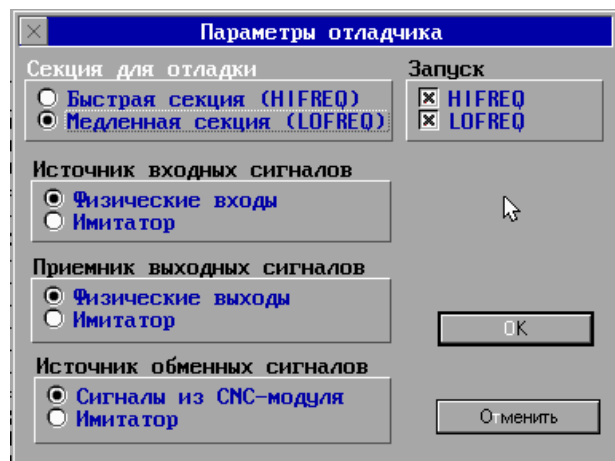 Параметры отладчика
Секция для отладки
Быстрая секция (HIFREQ)
Медленная секция (LOFREQ)
Запуск
HIFREQ
LOFREQ
Источник входных сигналов
Физические входы
Имитатор
Приемник выходных сигналов
Физические выходы
Имитатор
Источник обменных сигналов
Сигналы из CNC-модуля
Имитатор
OK
Отменить